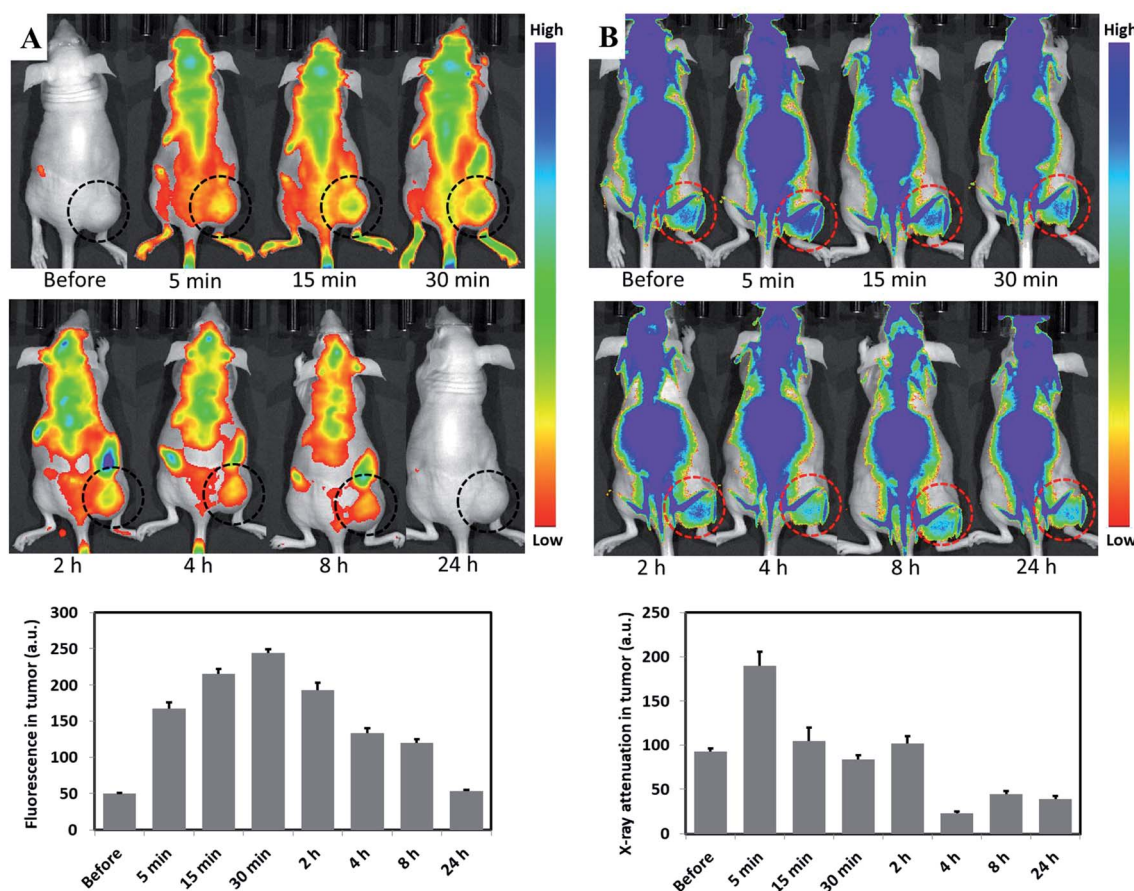 A
Before
5 min
15 min
30 min
2 h
4 h
8 h
24 h
High
Low
Fluorescence in tumor (a.u.)
300
250
200
150
100
50
0
Before
5 min
15 min
30 min
2 h
4 h
8 h
24 h
B
Before
5 min
15 min
30 min
2 h
4 h
8 h
24 h
High
Low
X-ray attenuation in tumor (a.u.)
250
200
150
100
50
0
Before
5 min
15 min
30 min
2 h
4 h
8 h
24 h